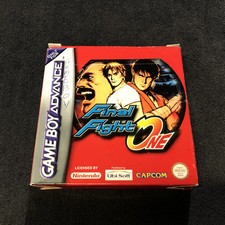 GAME BOY ADVANCE
Final
Fight
ONE
LICENSED BY
Nintendo
Ubi Soft
CAPCOM